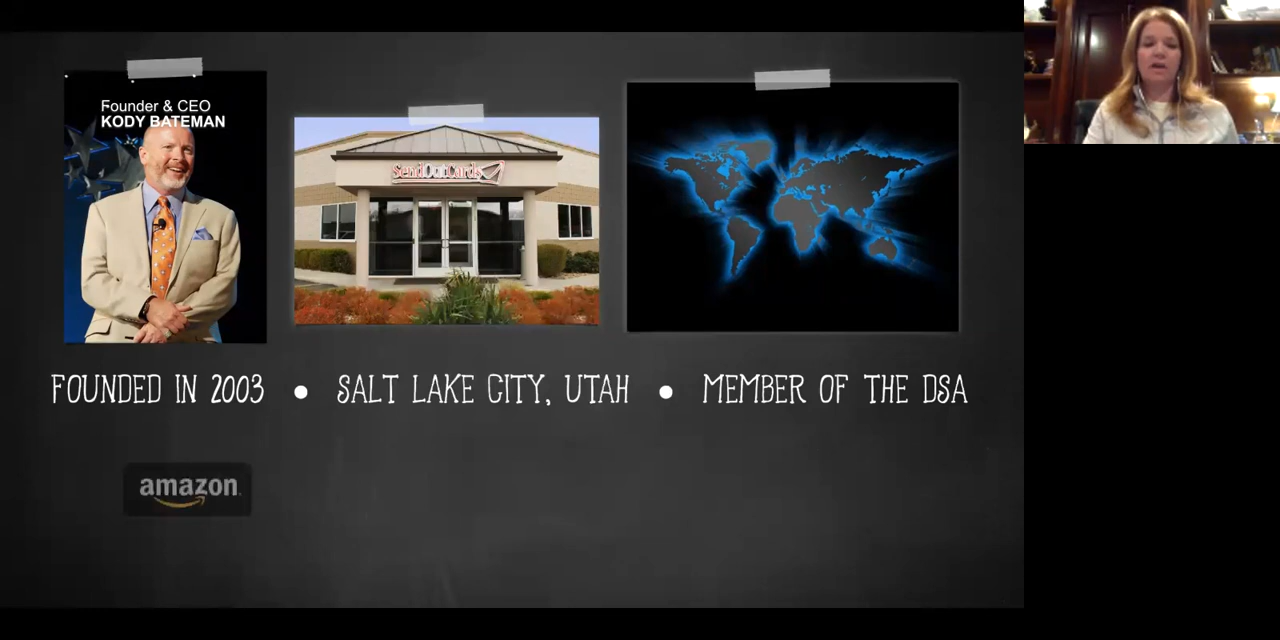 Founder & CEO
KODY BATEMAN
SendOutCards
FOUNDED IN 2003 • SALT LAKE CITY, UTAH • MEMBER OF THE DSA
amazon